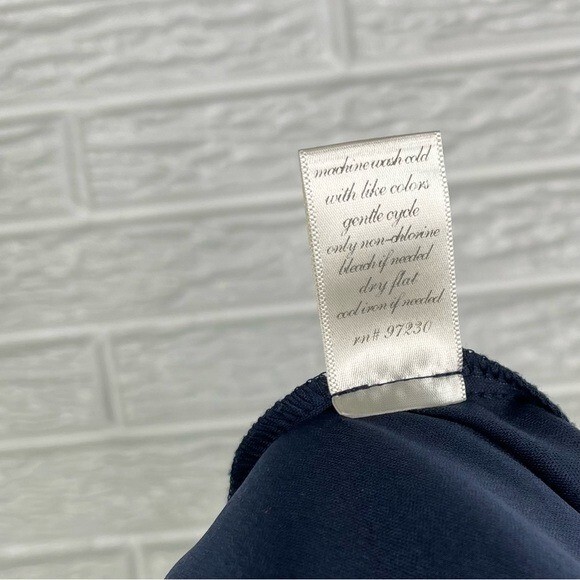 machine wash cold
with like colors
gentle cycle
only non-chlorine
bleach if needed
dry flat
cool iron if needed
rn# 97230